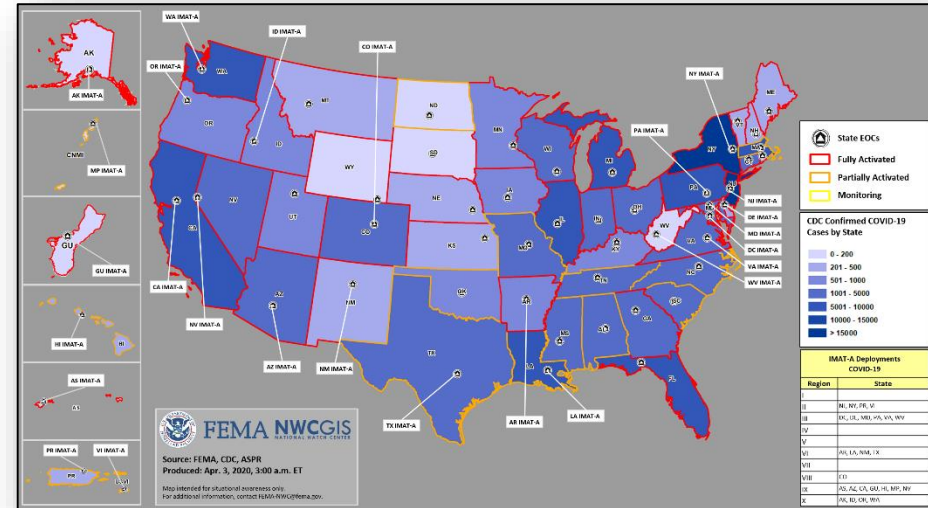 WA IMAT-A
ID IMAT-A
CO IMAT-A
OR IMAT-A
NY IMAT-A
PA IMAT-A
AK
AK IMAT-A
CNMI
MP IMAT-A
GU
GU IMAT-A
HI IMAT-A
HI
AS IMAT-A
AS
PR IMAT-A
VI IMAT-A
PR
WA
OR
MT
ID
WY
ND
MN
WI
MI
NY
ME
VT
NH
PA
NV
UT
CA
CO
NE
KS
IA
IL
IN
KY
WV
VA
NC
SC
TN
AZ
NM
OK
AR
TX
LA
MS
GA
FL
CA IMAT-A
NV IMAT-A
AZ IMAT-A
NM IMAT-A
TX IMAT-A
AR IMAT-A
LA IMAT-A
NJ IMAT-A
DE IMAT-A
MD IMAT-A
DC IMAT-A
VA IMAT-A
WV IMAT-A
State EOCs
Fully Activated
Partially Activated
Monitoring
CDC Confirmed COVID-19
Cases by State
0 - 200
201 - 500
501 - 1000
1001 - 5000
5001 - 10000
10000 - 15000
> 15000
IMAT-A Deployments
COVID-19
Region State
I
II NJ, NY, PR, VI
III DC, DE, MD, PA, VA, WV
IV
V
VI AR, LA, NM, TX
VII
VIII CO
IX AS, AZ, CA, GU, HI, MP, NV
X AK, ID, OR, WA
FEMA NWCGIS
NATIONAL WATCH CENTER
Source: FEMA, CDC, ASPR
Produced: Apr. 3, 2020, 3:00 a.m. ET
Map intended for situational awareness only.
For additional information, contact FEMA-NWC@fema.gov.